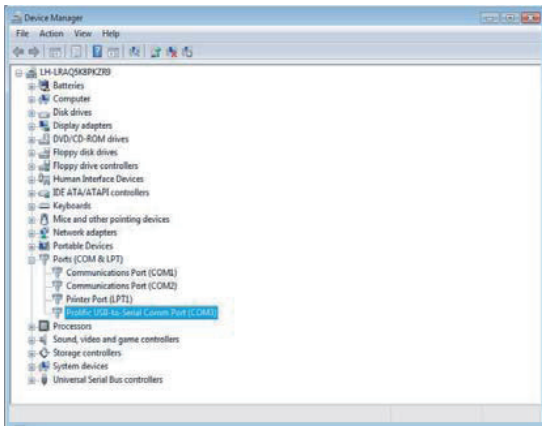 Device Manager
File Action View Help
LH-LRAQSK8PKZR9
Batteries
Computer
Disk drives
Display adapters
DVD/CD-ROM drives
Floppy disk drives
Floppy drive controllers
Human Interface Devices
IDE ATA/ATAPI controllers
Keyboards
Mice and other pointing devices
Network adapters
Portable Devices
Ports (COM & LPT)
Communications Port (COM1)
Communications Port (COM2)
Printer Port (LPT1)
Prolific USB-to-Serial Comm Port (COM3)
Processors
Sound, video and game controllers
Storage controllers
System devices
Universal Serial Bus controllers